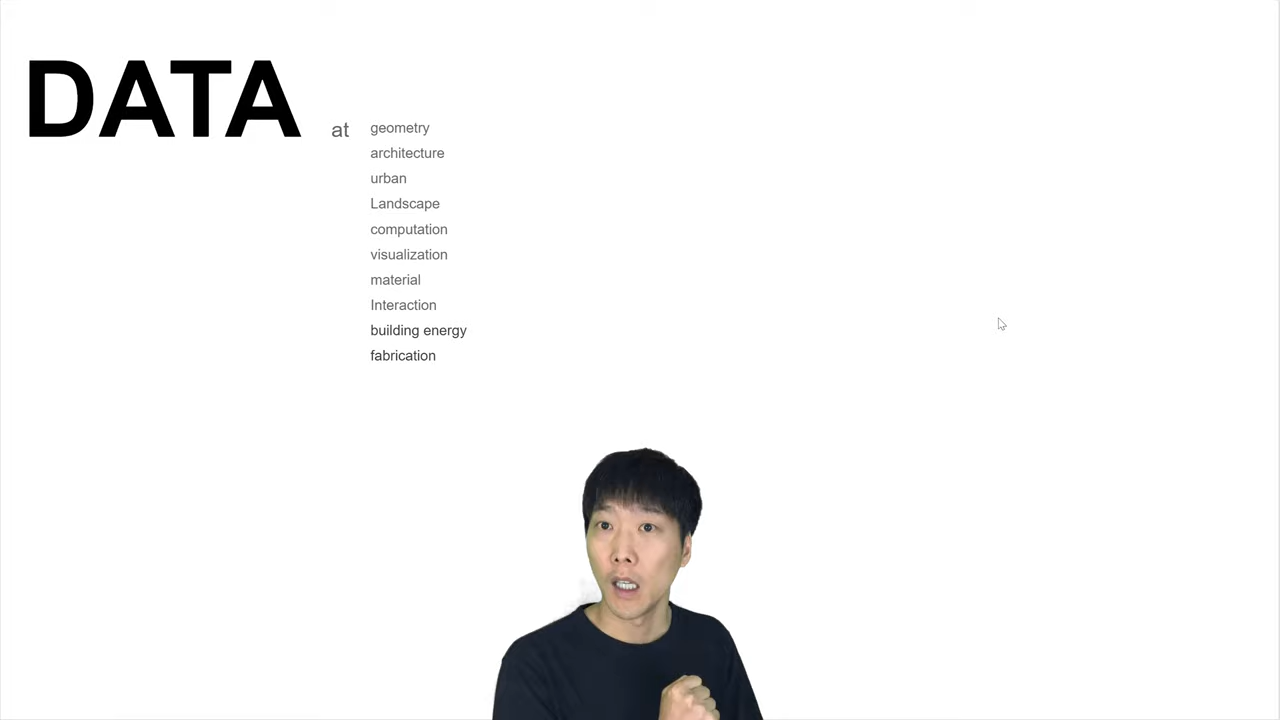 DATA at geometry
architecture
urban
Landscape
computation
visualization
material
Interaction
building energy
fabrication